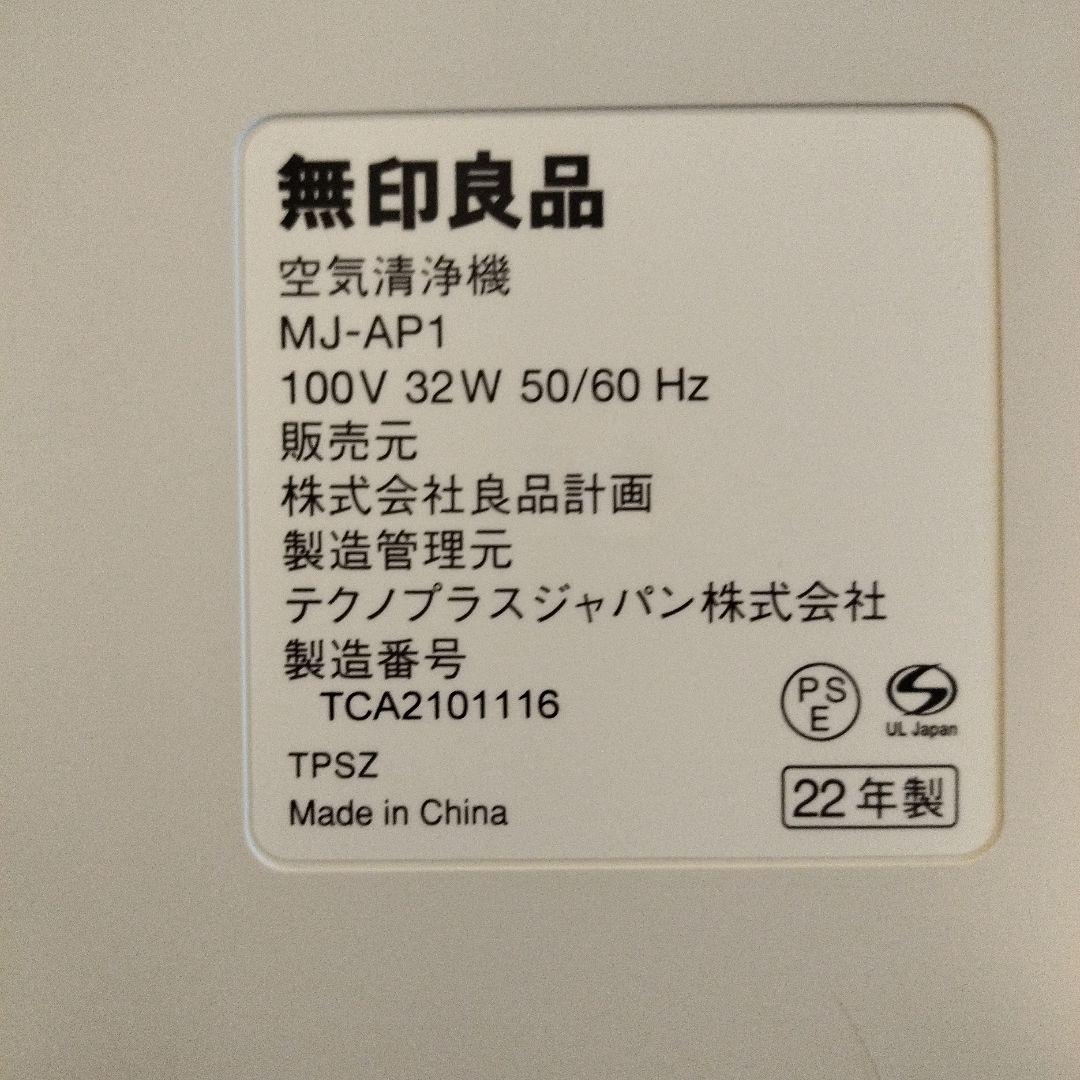 無印良品
空気清浄機
MJ-AP1
100V 32W 50/60 Hz
販売元
株式会社良品計画
製造管理元
テクノプラスジャパン株式会社
製造番号
TCA2101116
PS
E
UL Japan
TPSZ
Made in China
22年製